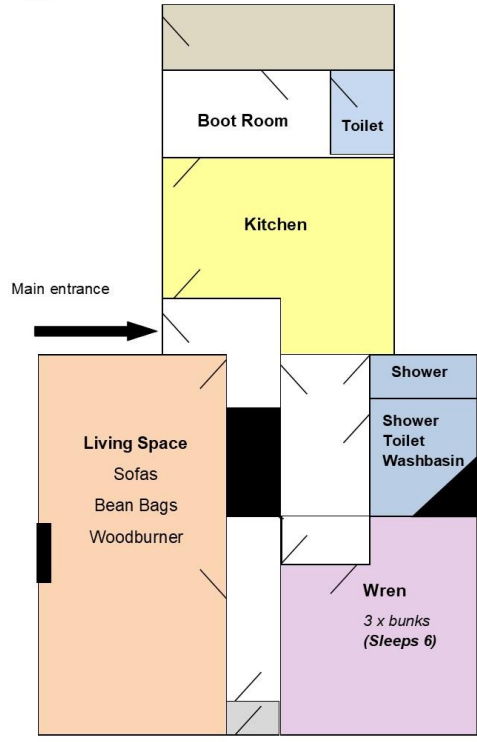 Boot Room
Toilet
Kitchen
Main entrance
Shower
Shower
Toilet
Washbasin
Living Space
Sofas
Bean Bags
Woodburner
Wren
3 x bunks
(Sleeps 6)